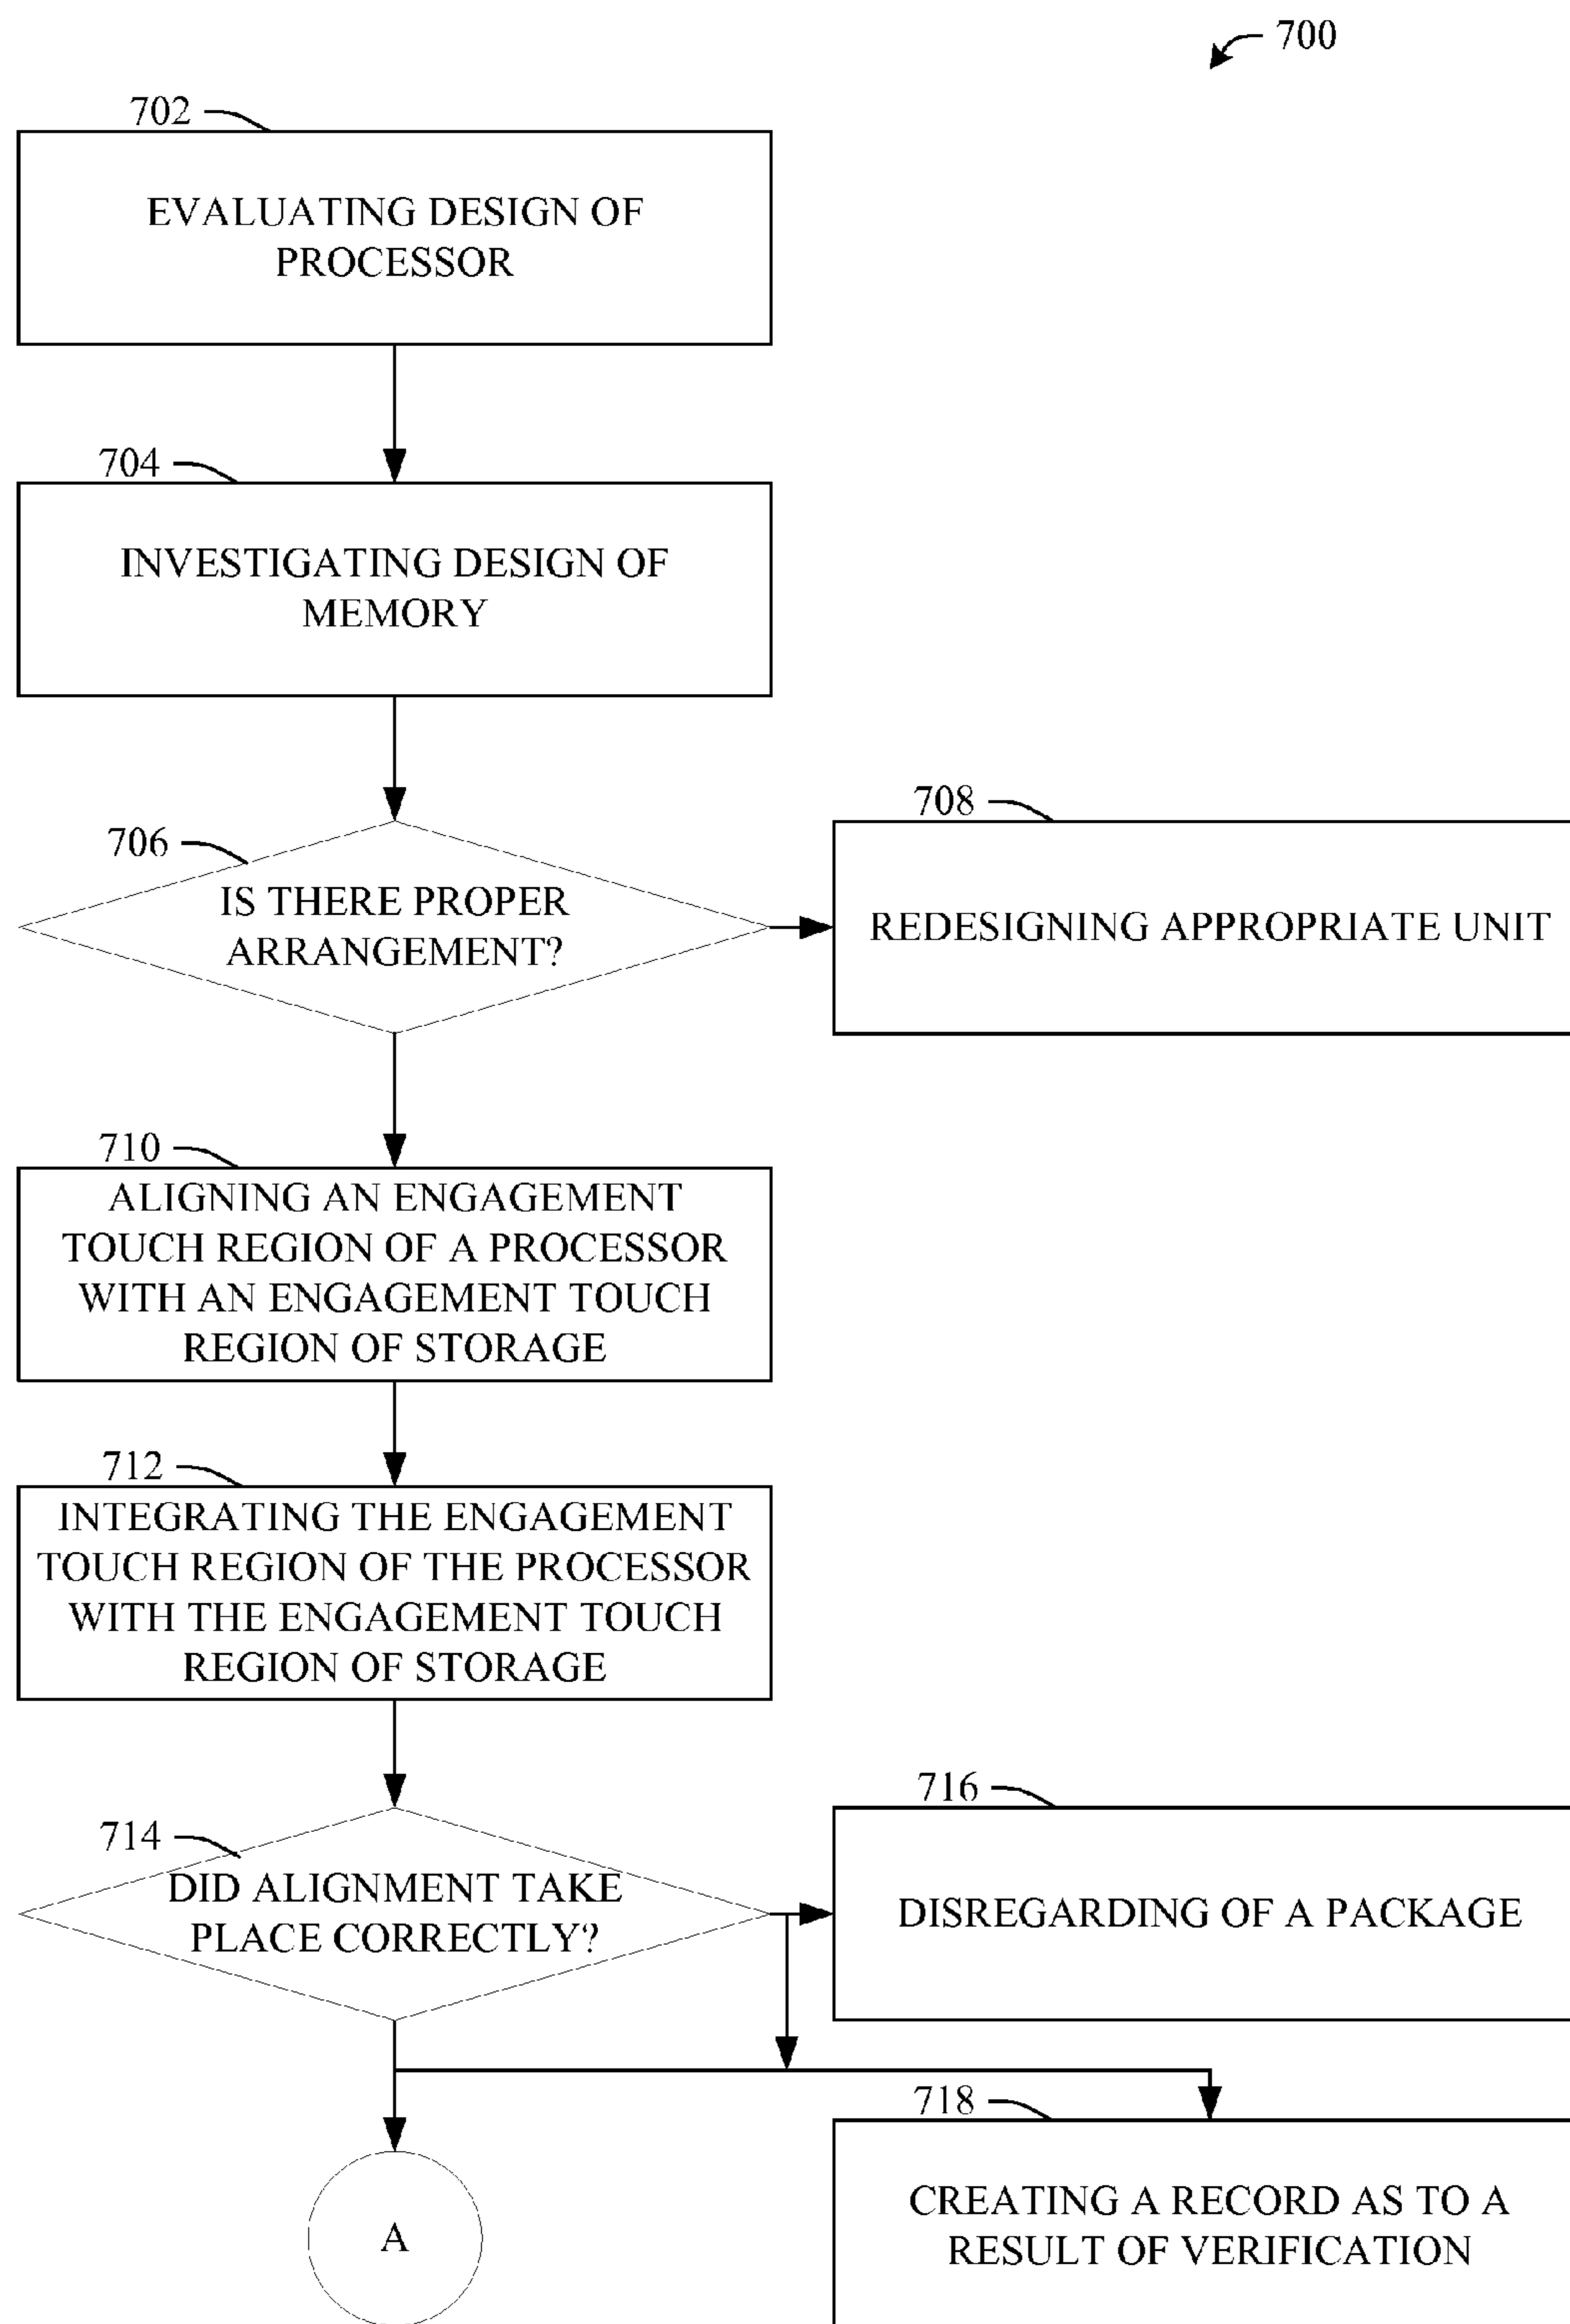 700
702
EVALUATING DESIGN OF
PROCESSOR
704
INVESTIGATING DESIGN OF
MEMORY
706
IS THERE PROPER
ARRANGEMENT?
708
REDESIGNING APPROPRIATE UNIT
710
ALIGNING AN ENGAGEMENT
TOUCH REGION OF A PROCESSOR
WITH AN ENGAGEMENT TOUCH
REGION OF STORAGE
712
INTEGRATING THE ENGAGEMENT
TOUCH REGION OF THE PROCESSOR
WITH THE ENGAGEMENT TOUCH
REGION OF STORAGE
714
DID ALIGNMENT TAKE
PLACE CORRECTLY?
716
DISREGARDING OF A PACKAGE
718
CREATING A RECORD AS TO A
RESULT OF VERIFICATION
A